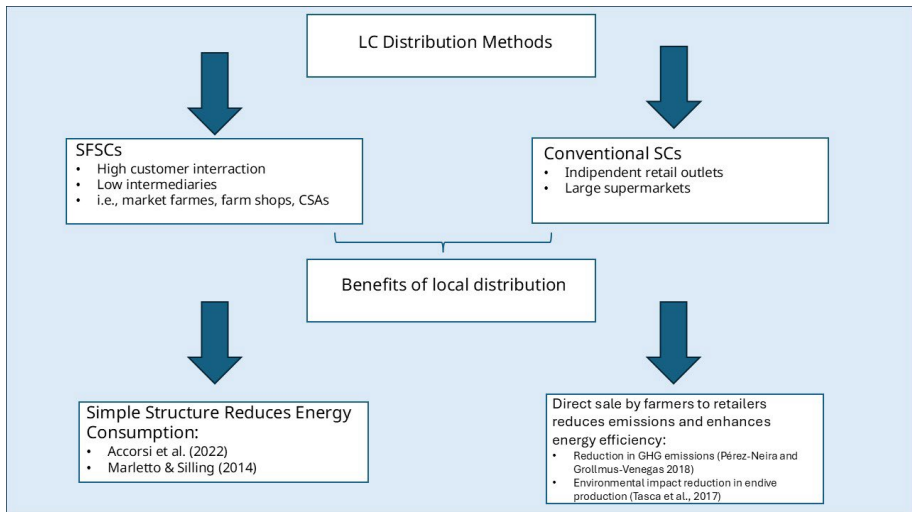 LC Distribution Methods
SFSCs
• High customer interraction
• Low intermediaries
• i.e., market farmes, farm shops, CSAs
Conventional SCs
• Indipendent retail outlets
• Large supermarkets
Benefits of local distribution
Simple Structure Reduces Energy
Consumption:
• Accorsi et al. (2022)
• Marletto & Silling (2014)
Direct sale by farmers to retailers
reduces emissions and enhances
energy efficiency:
• Reduction in GHG emissions (Pérez-Neira and
Grollmus-Venegas 2018)
• Environmental impact reduction in endive
production (Tasca et al., 2017)